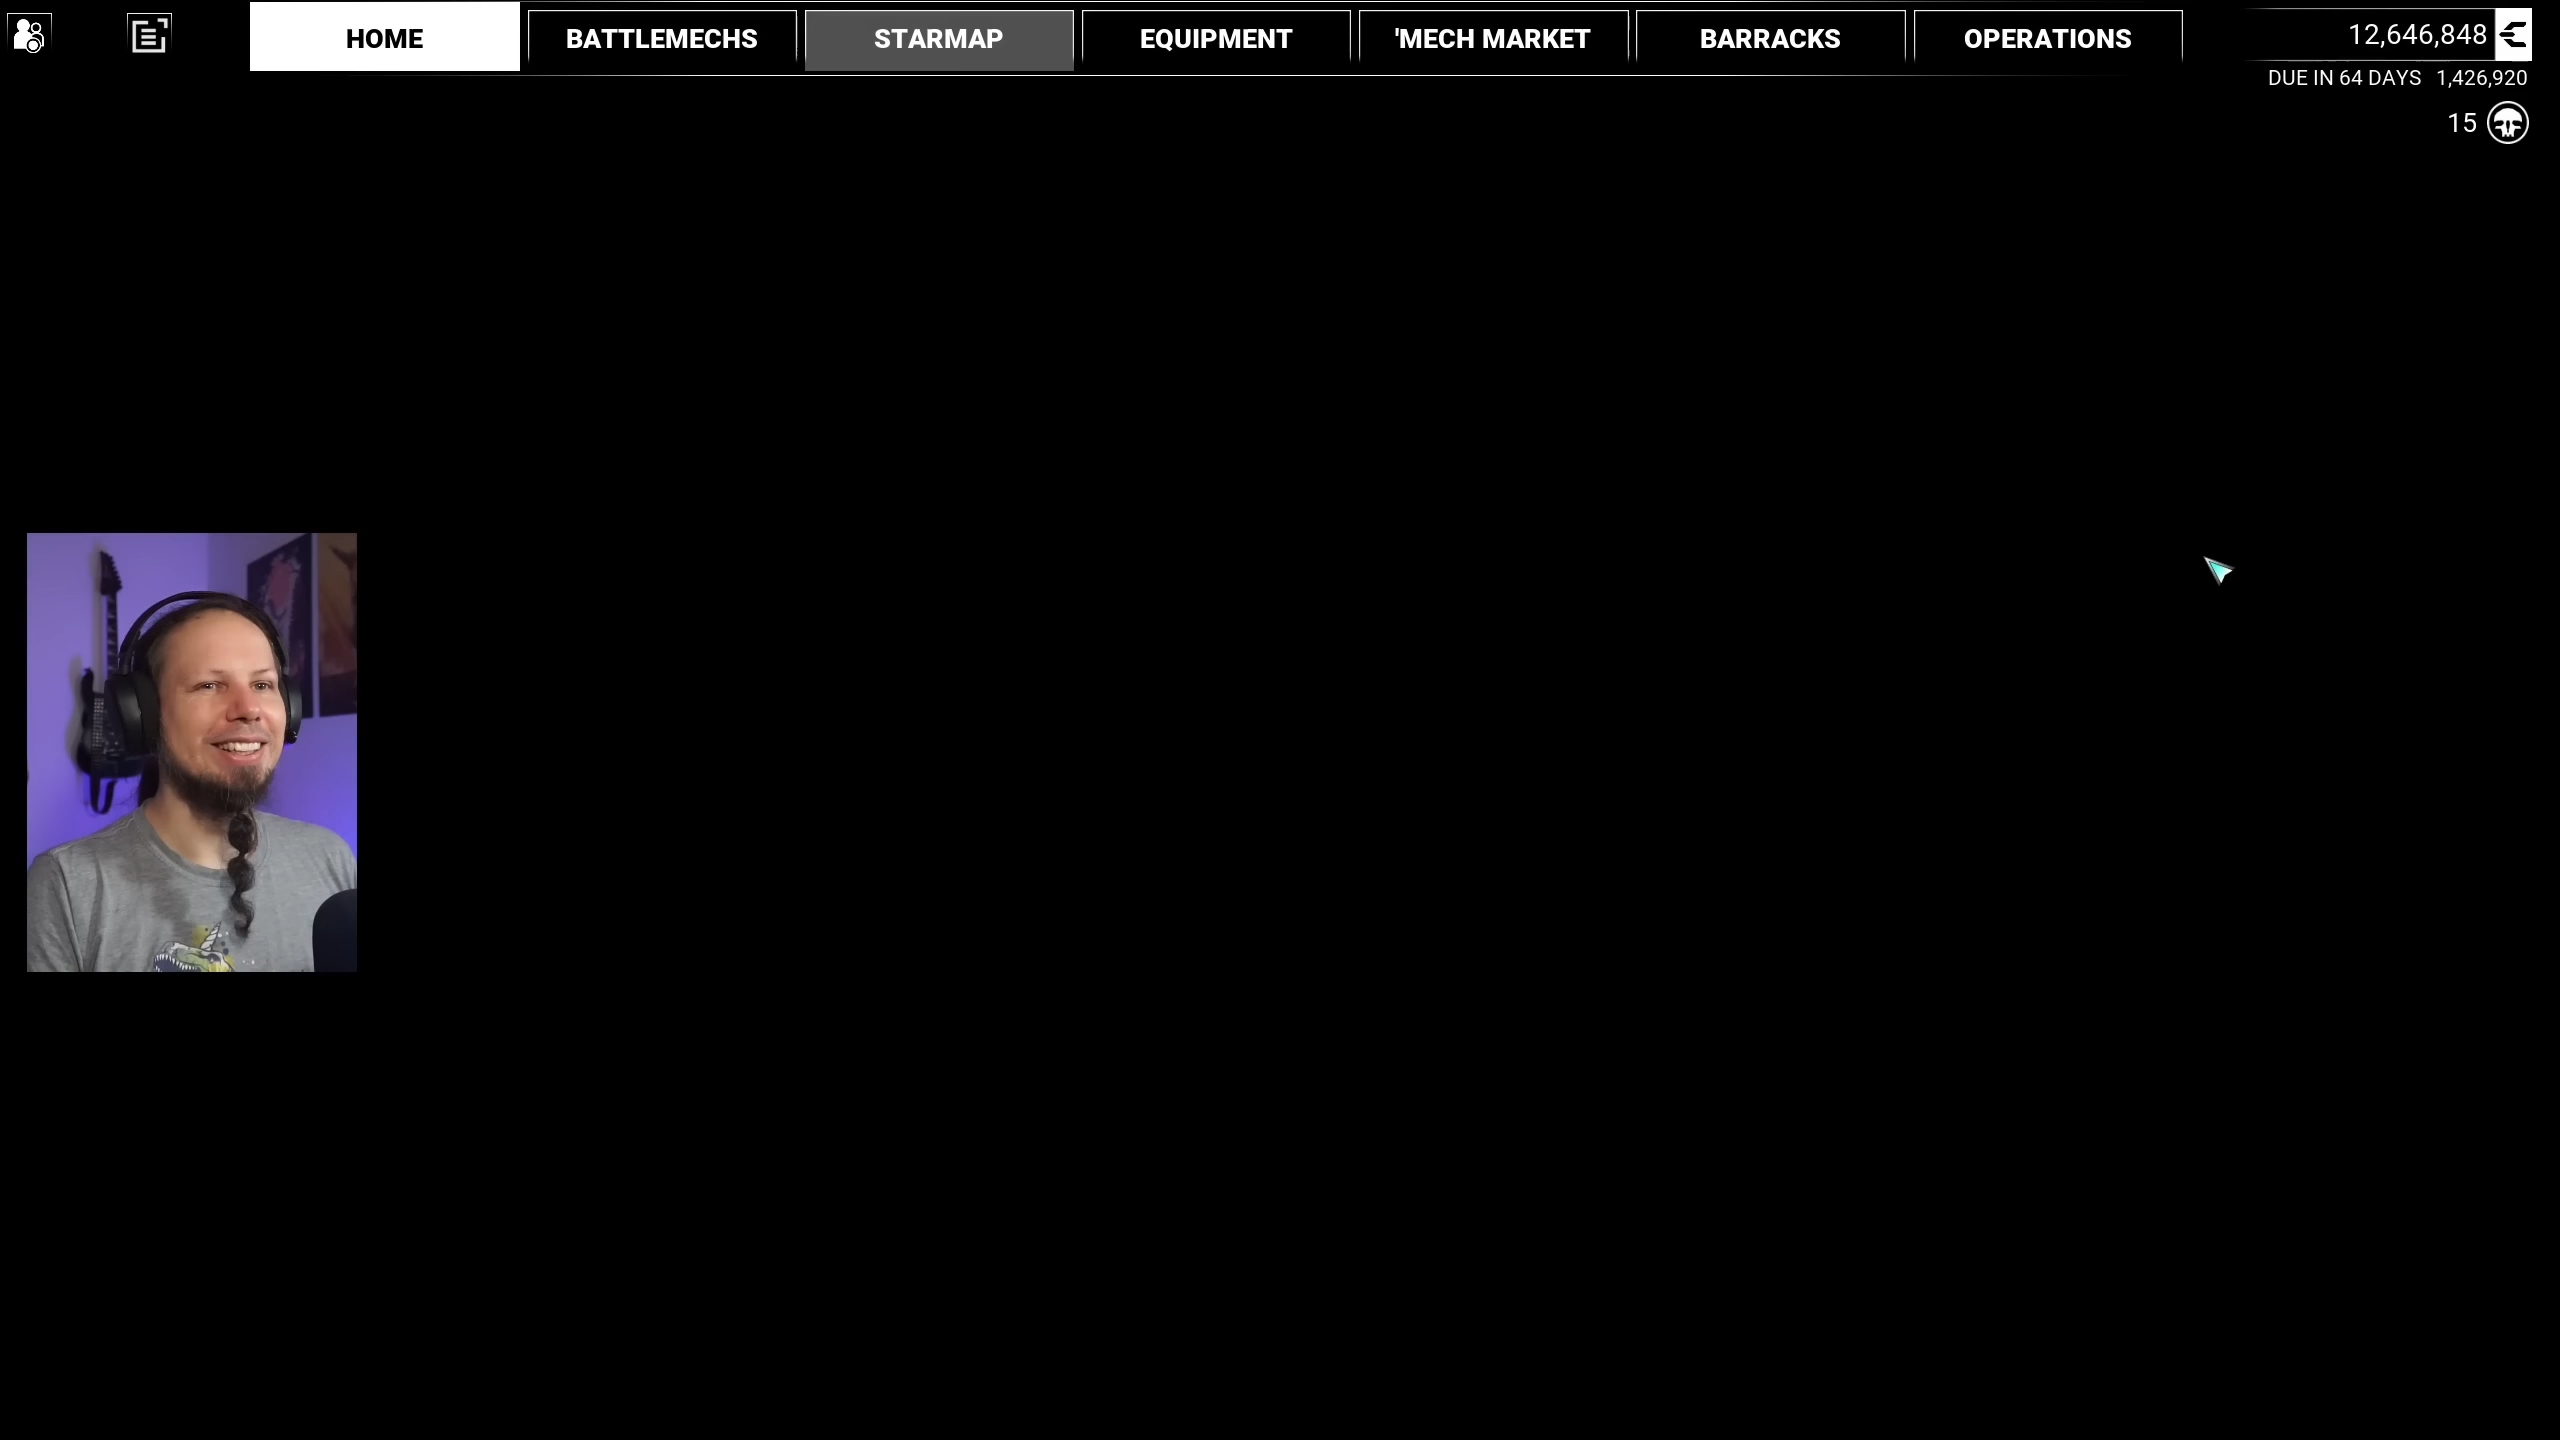 HOME
BATTLEMECHS
STARMAP
EQUIPMENT
'MECH MARKET
BARRACKS
OPERATIONS
12,646,848
DUE IN 64 DAYS 1,426,920
15